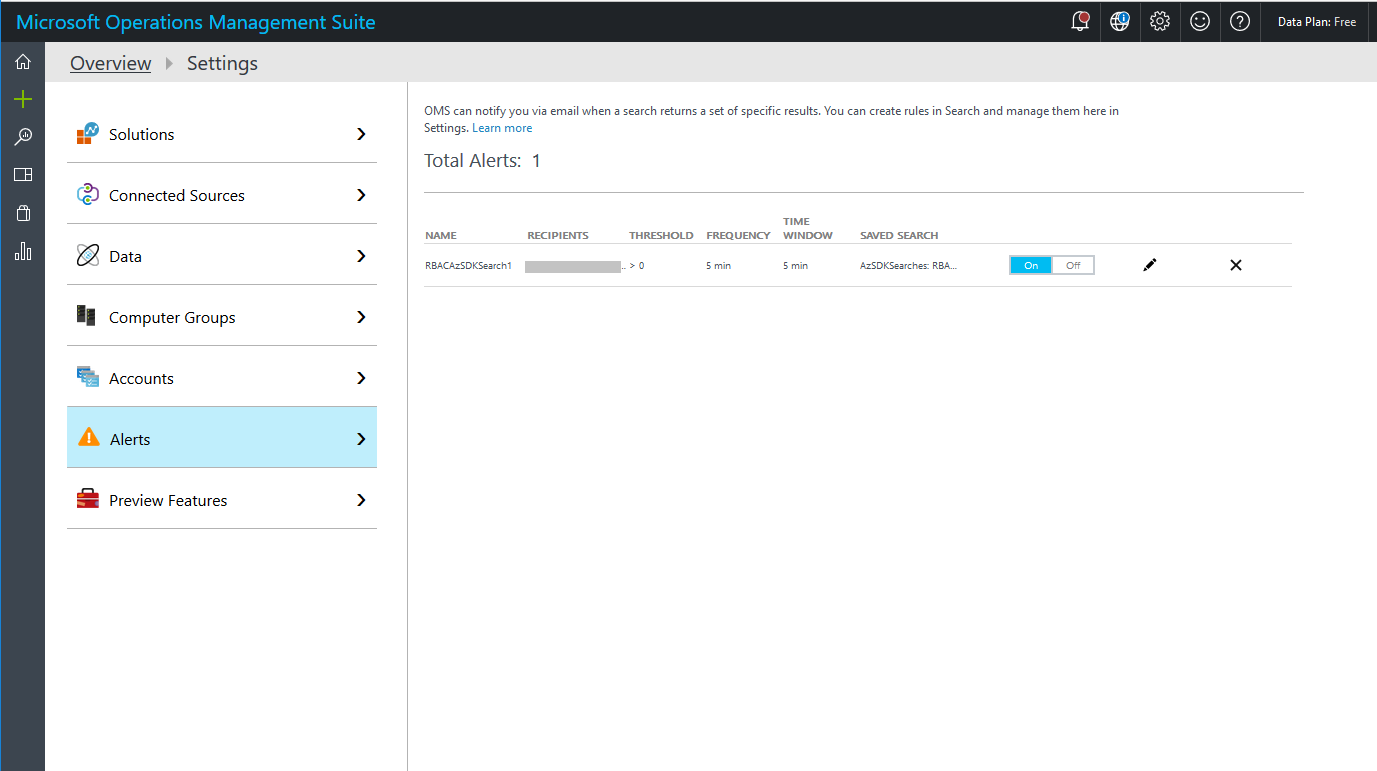 Microsoft Operations Management Suite
Data Plan: Free
Overview Settings
Solutions
Connected Sources
Data
Computer Groups
Accounts
Alerts
Preview Features
OMS can notify you via email when a search returns a set of specific results. You can create rules in Search and manage them here in
Settings. Learn more
Total Alerts: 1
NAME RECIPIENTS THRESHOLD FREQUENCY TIME WINDOW SAVED SEARCH
RBACAzSDKSearch1 .. > 0 5 min 5 min AzSDKSearches: RBA... On Off